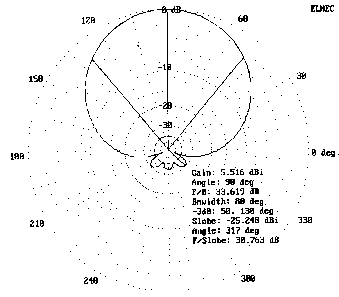 0 dB
ELNEC
120
60
-10
150
30
-20
-30
180
0 deg
Gain: 5.516 dBi
Angle: 90 deg
F/B: 33.619 dB
Bmwidth: 80 deg
-3dB: 50, 130 deg
Slobe: -25.248 dBi
Angle: 317 deg
F/Slobe: 30.763 dB
210
330
240
300